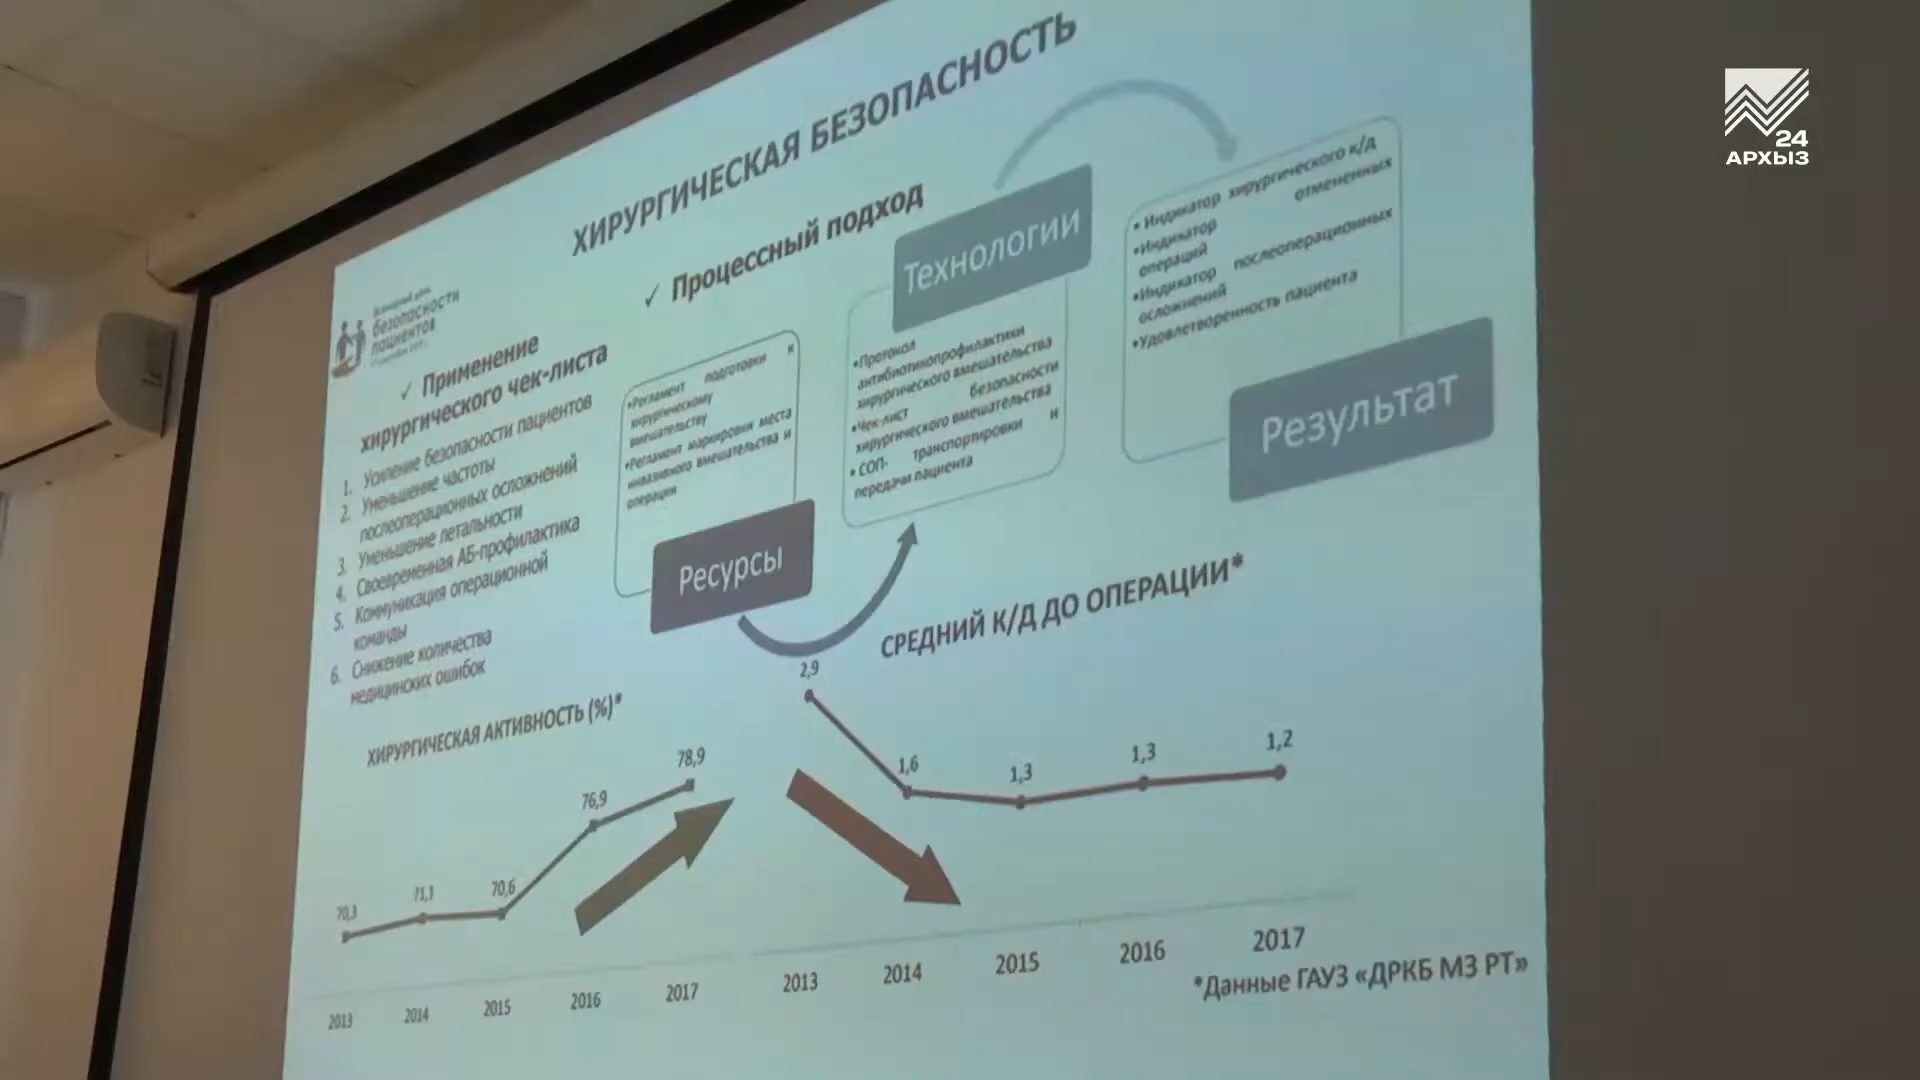 24
АРХЫЗ
ХИРУРГИЧЕСКАЯ БЕЗОПАСНОСТЬ
безопасности
пациентов
✓ Применение
хирургического чек-листа
1. Усиление безопасности пациентов
2. Уменьшение частоты
послеоперационных осложнений
3. Уменьшение летальности
4. Своевременная АБ-профилактика
5. Коммуникация операционной
команды
6. Снижение количества
медицинских ошибок
✓ Процессный подход
•Регламент подготовки к
хирургическому
вмешательству
•Регламент маркировки места
инвазивного вмешательства и
операции
Ресурсы
Технологии
•Протокол
антибиотикопрофилактики
хирургического вмешательства
•Чек-лист безопасности
хирургического вмешательства
• СОП- транспортировки и
передачи пациента
• Индикатор хирургического к/д
•Индикатор отмененных
операций
•Индикатор послеоперационных
осложнений
•Удовлетворенность пациента
Результат
ХИРУРГИЧЕСКАЯ АКТИВНОСТЬ (%)*
70,3
71,1
70,6
76,9
78,9
2013 2014 2015 2016 2017
СРЕДНИЙ К/Д ДО ОПЕРАЦИИ*
2,9
1,6
1,3
1,3
1,2
2013 2014 2015 2016 2017
*Данные ГАУЗ «ДРКБ МЗ РТ»